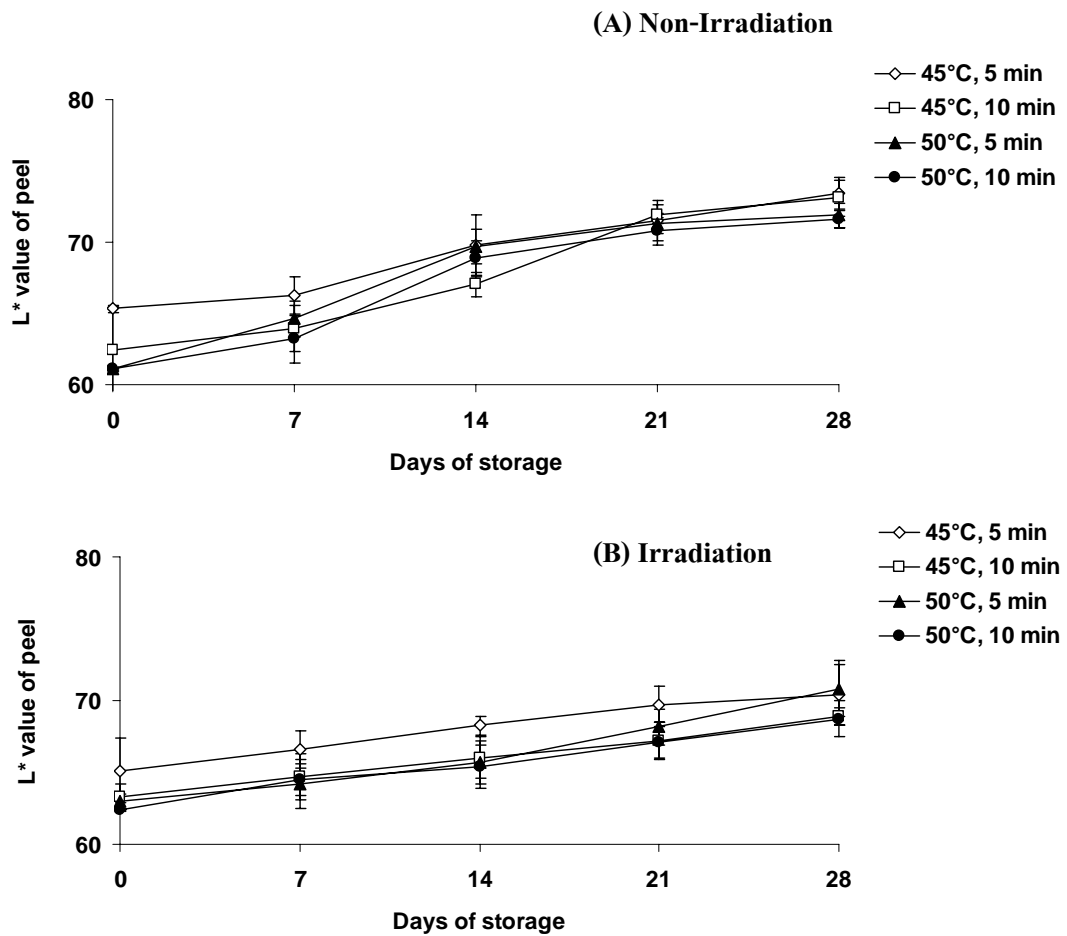 (A) Non-Irradiation
45°C, 5 min
45°C, 10 min
50°C, 5 min
50°C, 10 min
80
70
60
L* value of peel
0 7 14 21 28
Days of storage
(B) Irradiation
45°C, 5 min
45°C, 10 min
50°C, 5 min
50°C, 10 min
80
70
60
L* value of peel
0 7 14 21 28
Days of storage